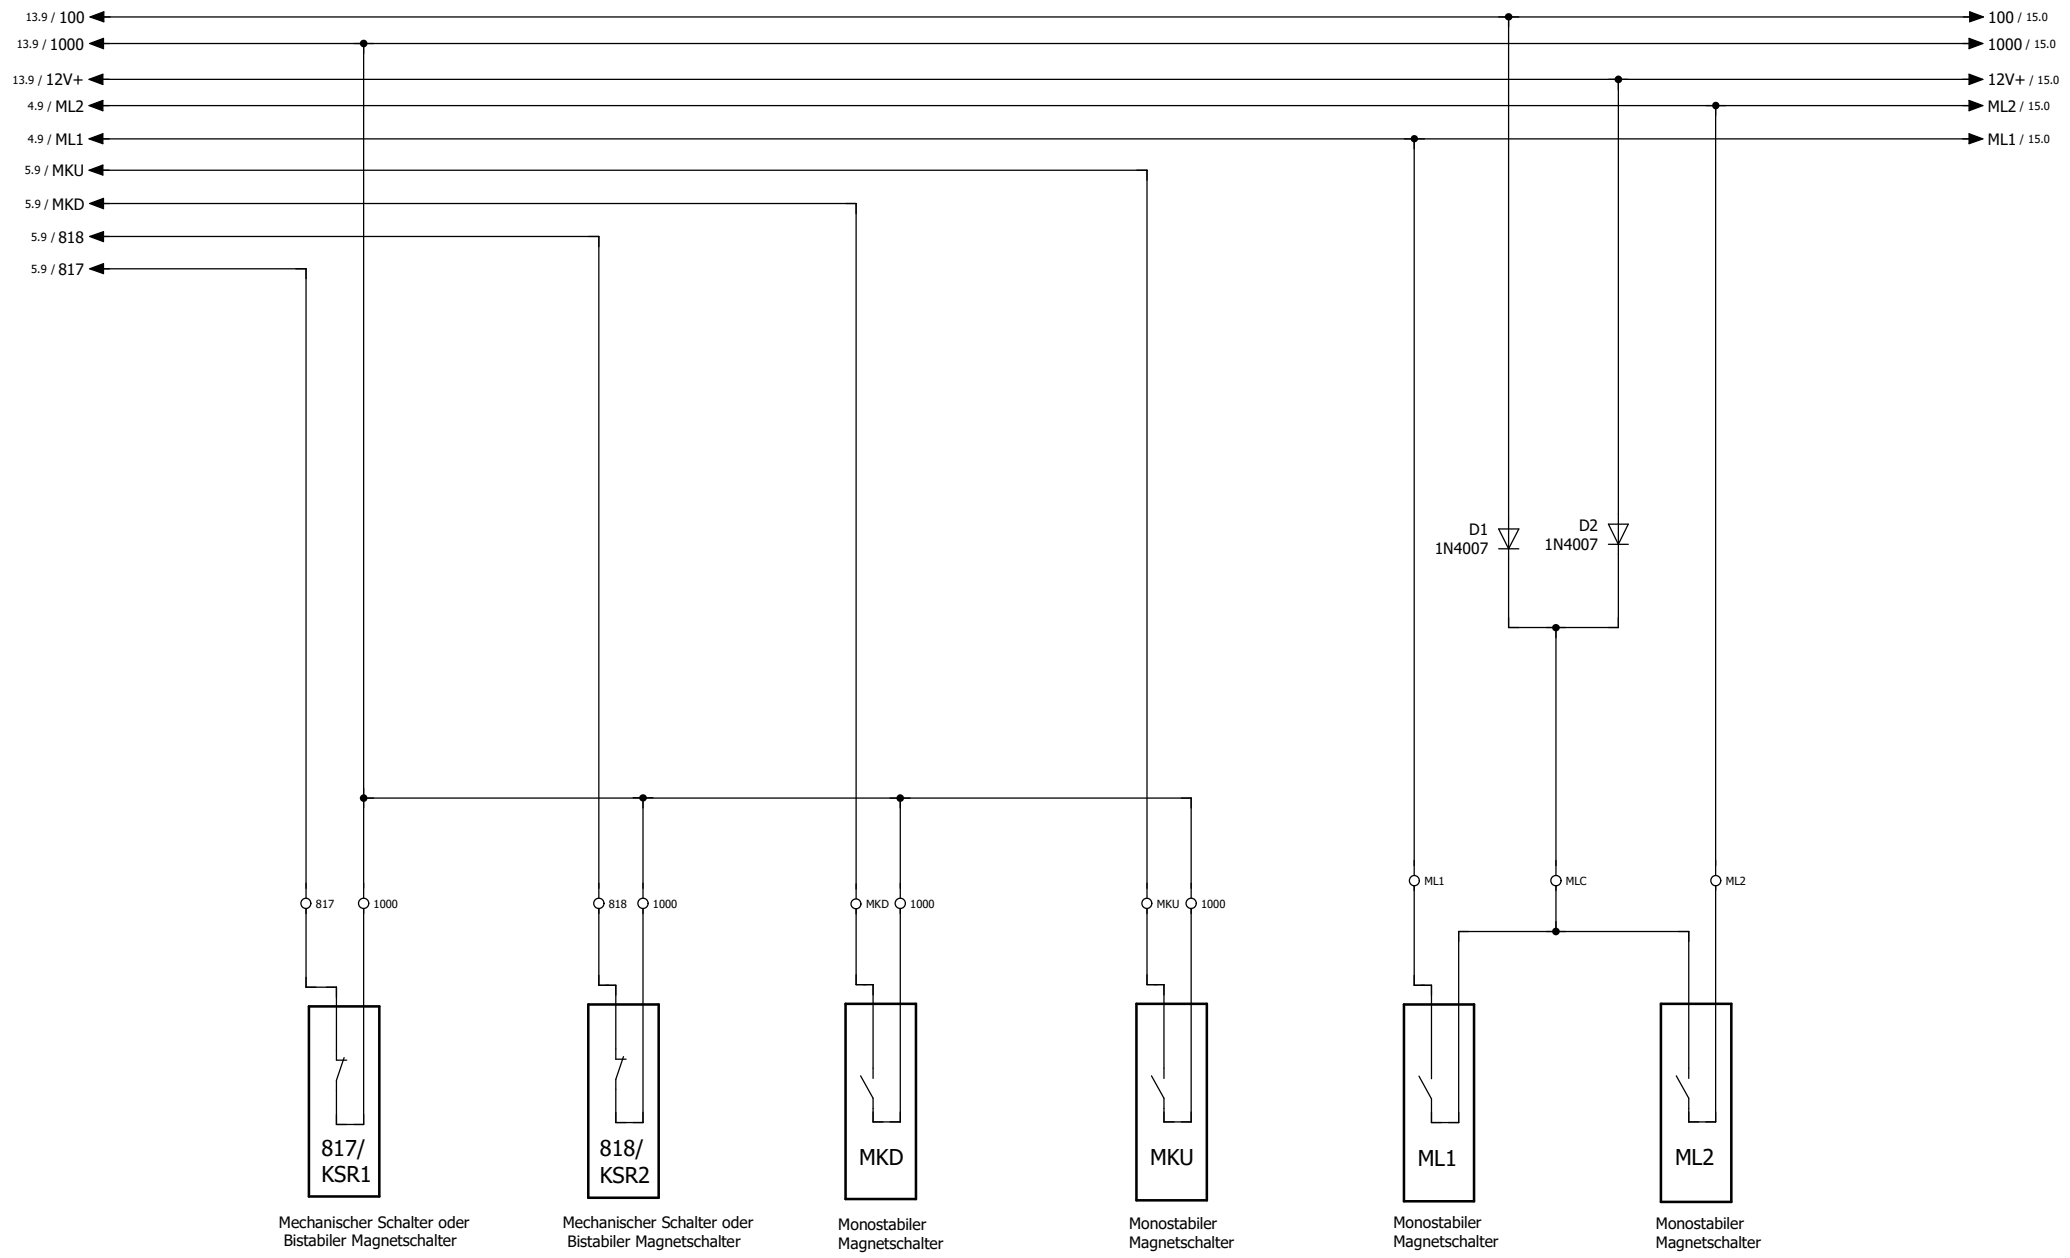 13.9 / 100
100 / 15.0
13.9 / 1000
1000 / 15.0
13.9 / 12V+
12V+ / 15.0
4.9 / ML2
ML2 / 15.0
4.9 / ML1
ML1 / 15.0
5.9 / MKU
5.9 / MKD
5.9 / 818
5.9 / 817
D1
1N4007
D2
1N4007
ML1
MLC
ML2
817
1000
818
1000
MKD
1000
MKU
1000
817/
KSR1
818/
KSR2
MKD
MKU
ML1
ML2
Mechanischer Schalter oder
Bistabiler Magnetschalter
Mechanischer Schalter oder
Bistabiler Magnetschalter
Monostabiler
Magnetschalter
Monostabiler
Magnetschalter
Monostabiler
Magnetschalter
Monostabiler
Magnetschalter